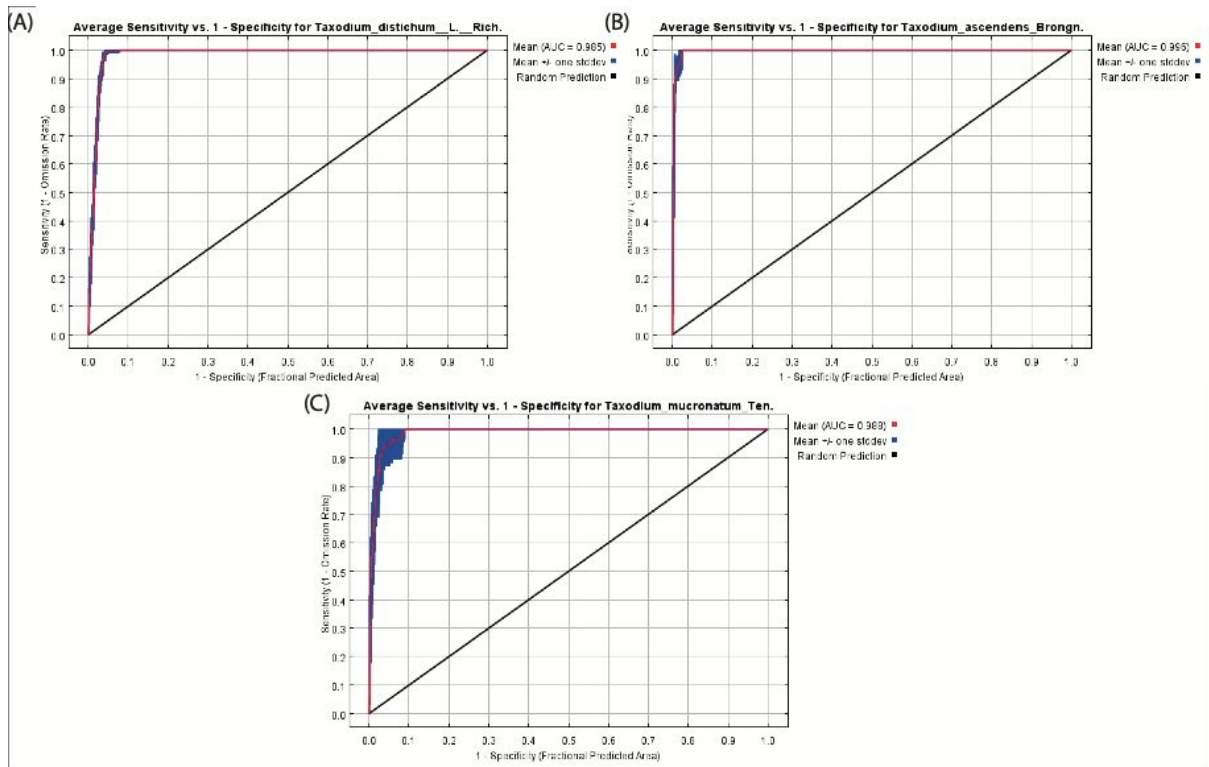 (A)
Average Sensitivity vs. 1 - Specificity for Taxodium_distichum__L.__Rich.
Mean (AUC = 0.985)
Mean +/- one stddev
Random Prediction
Sensitivity (1 - Omission Rate)
1.0
0.9
0.8
0.7
0.6
0.5
0.4
0.3
0.2
0.1
0.0
0.0 0.1 0.2 0.3 0.4 0.5 0.6 0.7 0.8 0.9 1.0
1 - Specificity (Fractional Predicted Area)
(B)
Average Sensitivity vs. 1 - Specificity for Taxodium_ascendens_Brongn.
Mean (AUC = 0.995)
Mean +/- one stddev
Random Prediction
Sensitivity (1 - Omission Rate)
1.0
0.9
0.8
0.7
0.6
0.5
0.4
0.3
0.2
0.1
0.0
0.0 0.1 0.2 0.3 0.4 0.5 0.6 0.7 0.8 0.9 1.0
1 - Specificity (Fractional Predicted Area)
(C)
Average Sensitivity vs. 1 - Specificity for Taxodium_mucronatum_Ten.
Mean (AUC = 0.988)
Mean +/- one stddev
Random Prediction
Sensitivity (1 - Omission Rate)
1.0
0.9
0.8
0.7
0.6
0.5
0.4
0.3
0.2
0.1
0.0
0.0 0.1 0.2 0.3 0.4 0.5 0.6 0.7 0.8 0.9 1.0
1 - Specificity (Fractional Predicted Area)